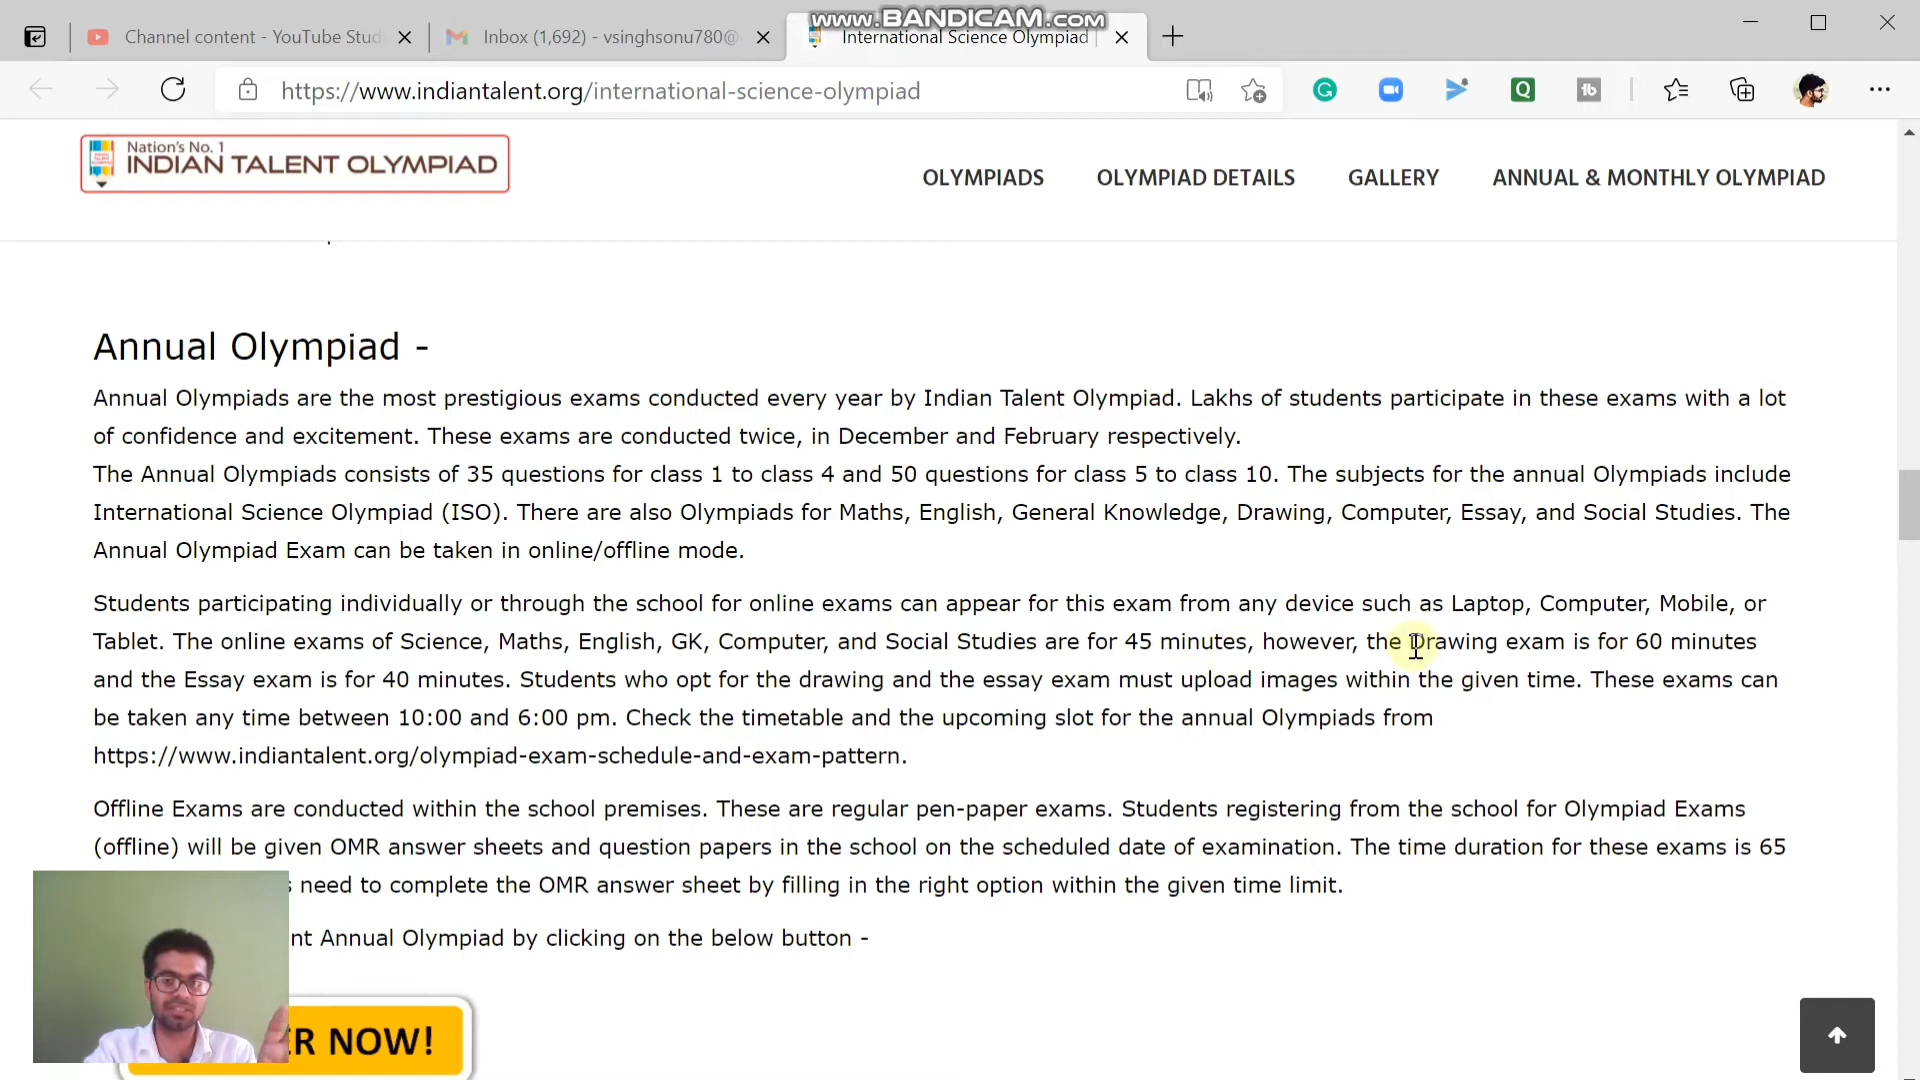 www.BANDICAM.com
Channel content - YouTube Stud
Inbox (1,692) - vsinghsonu780@
International Science Olympiad
https://www.indiantalent.org/international-science-olympiad
Nation's No. 1
INDIAN TALENT OLYMPIAD
OLYMPIADS
OLYMPIAD DETAILS
GALLERY
ANNUAL & MONTHLY OLYMPIAD
Annual Olympiad -
Annual Olympiads are the most prestigious exams conducted every year by Indian Talent Olympiad. Lakhs of students participate in these exams with a lot
of confidence and excitement. These exams are conducted twice, in December and February respectively.
The Annual Olympiads consists of 35 questions for class 1 to class 4 and 50 questions for class 5 to class 10. The subjects for the annual Olympiads include
International Science Olympiad (ISO). There are also Olympiads for Maths, English, General Knowledge, Drawing, Computer, Essay, and Social Studies. The
Annual Olympiad Exam can be taken in online/offline mode.
Students participating individually or through the school for online exams can appear for this exam from any device such as Laptop, Computer, Mobile, or
Tablet. The online exams of Science, Maths, English, GK, Computer, and Social Studies are for 45 minutes, however, the Drawing exam is for 60 minutes
and the Essay exam is for 40 minutes. Students who opt for the drawing and the essay exam must upload images within the given time. These exams can
be taken any time between 10:00 and 6:00 pm. Check the timetable and the upcoming slot for the annual Olympiads from
https://www.indiantalent.org/olympiad-exam-schedule-and-exam-pattern.
Offline Exams are conducted within the school premises. These are regular pen-paper exams. Students registering from the school for Olympiad Exams
(offline) will be given OMR answer sheets and question papers in the school on the scheduled date of examination. The time duration for these exams is 65
s need to complete the OMR answer sheet by filling in the right option within the given time limit.
nt Annual Olympiad by clicking on the below button -
ER NOW!